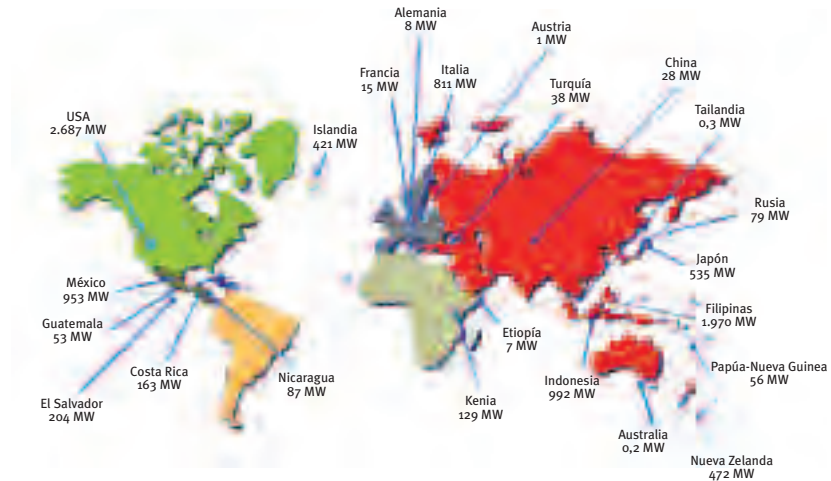 Alemania
8 MW
Austria
1 MW
Francia
15 MW
Italia
811 MW
Turquía
38 MW
China
28 MW
Tailandia
0,3 MW
USA
2.687 MW
Islandia
421 MW
Rusia
79 MW
Japón
535 MW
México
953 MW
Filipinas
1.970 MW
Guatemala
53 MW
Etiopía
7 MW
Costa Rica
163 MW
Nicaragua
87 MW
Indonesia
992 MW
Papúa-Nueva Guinea
56 MW
El Salvador
204 MW
Kenia
129 MW
Australia
0,2 MW
Nueva Zelanda
472 MW